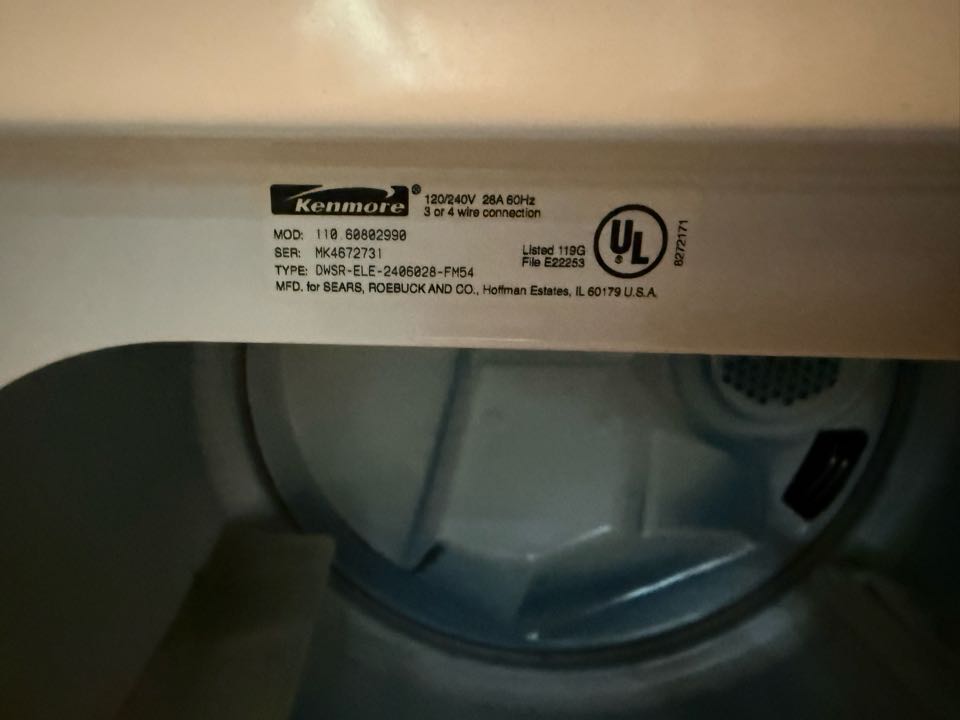 Kenmore®
120/240V 26A 60Hz
3 or 4 wire connection
MOD: 110 60802990
SER: MK4672731
TYPE: DWSR-ELE-2406028-FM54
MFD. for SEARS, ROEBUCK AND CO., Hoffman Estates, IL 60179 U.S.A.
Listed 119G
File E22253
UL®
8272171